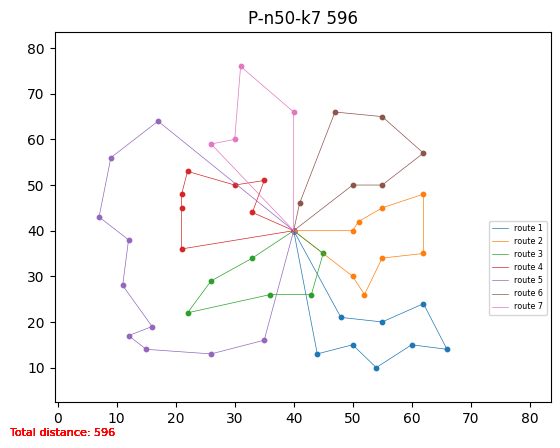 P-n50-k7 596
80
70
60
50
40
30
20
10
0 10 20 30 40 50 60 70 80
route 1
route 2
route 3
route 4
route 5
route 6
route 7
Total distance: 596